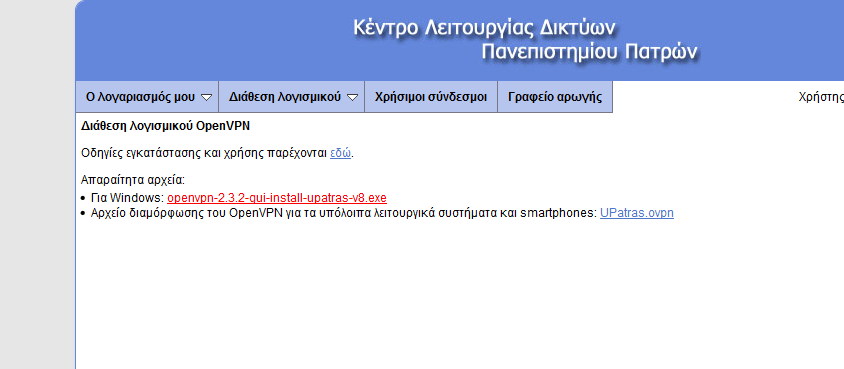 Κέντρο Λειτουργίας Δικτύων
Πανεπιστημίου Πατρών
Ο λογαριασμός μου Διάθεση λογισμικού Χρήσιμοι σύνδεσμοι Γραφείο αρωγής Χρήστης
Διάθεση λογισμικού OpenVPN
Οδηγίες εγκατάστασης και χρήσης παρέχονται εδώ.
Απαραίτητα αρχεία:
• Για Windows: openvpn-2.3.2-gui-install-upatras-v8.exe
• Αρχείο διαμόρφωσης του OpenVPN για τα υπόλοιπα λειτουργικά συστήματα και smartphones: UPatras.ovpn